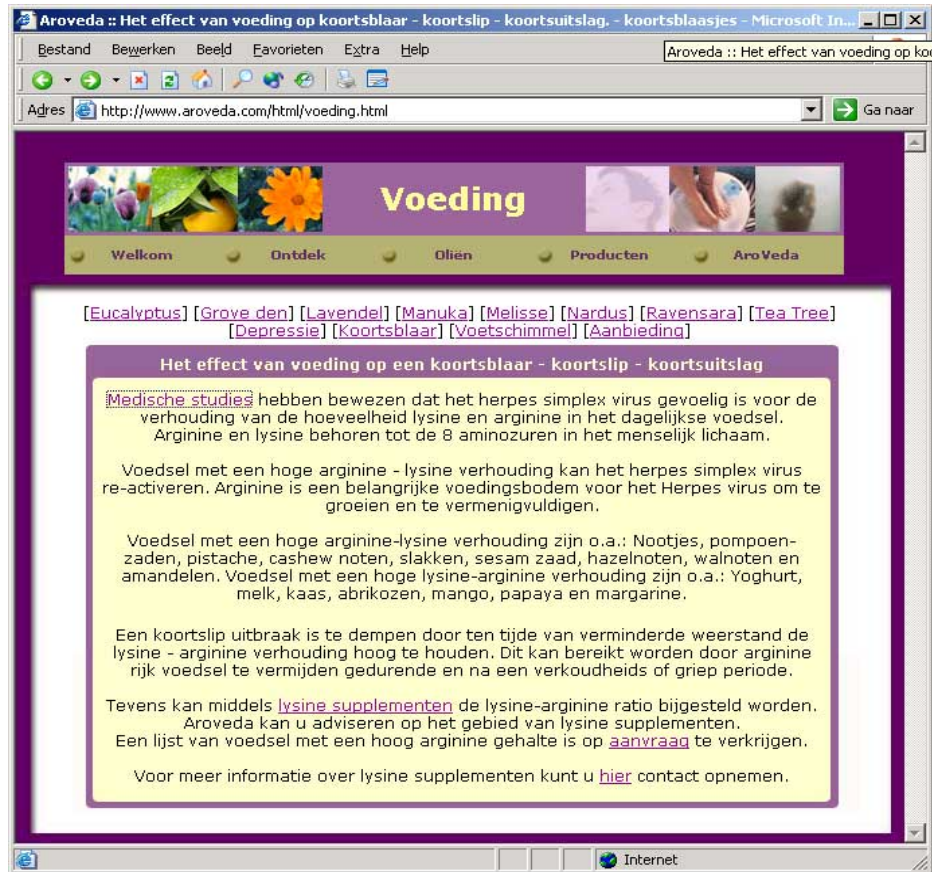 Aroveda :: Het effect van voeding op koortsblaar - koortslip - koortsuitslag. - koortsblaasjes - Microsoft In...
Bestand Bewerken Beeld Favorieten Extra Help
Aroveda :: Het effect van voeding op
Adres http://www.aroveda.com/html/voeding.html Ga naar
Voeding
Welkom Ontdek Oliën Producten AroVeda
[Eucalyptus] [Grove den] [Lavendel] [Manuka] [Melisse] [Nardus] [Ravensara] [Tea Tree]
[Depressie] [Koortsblaar] [Voetschimmel] [Aanbieding]
Het effect van voeding op een koortsblaar - koortslip - koortsuitslag
Medische studies hebben bewezen dat het herpes simplex virus gevoelig is voor de
verhouding van de hoeveelheid lysine en arginine in het dagelijkse voedsel.
Arginine en lysine behoren tot de 8 aminozuren in het menselijk lichaam.
Voedsel met een hoge arginine - lysine verhouding kan het herpes simplex virus
re-activeren. Arginine is een belangrijke voedingsbodem voor het Herpes virus om te
groeien en te vermenigvuldigen.
Voedsel met een hoge arginine-lysine verhouding zijn o.a.: Nootjes, pompoen-
zaden, pistache, cashew noten, slakken, sesam zaad, hazelnoten, walnoten en
amandelen. Voedsel met een hoge lysine-arginine verhouding zijn o.a.: Yoghurt,
melk, kaas, abrikozen, mango, papaya en margarine.
Een koortslip uitbraak is te dempen door ten tijde van verminderde weerstand de
lysine - arginine verhouding hoog te houden. Dit kan bereikt worden door arginine
rijk voedsel te vermijden gedurende en na een verkoudheids of griep periode.
Tevens kan middels lysine supplementen de lysine-arginine ratio bijgesteld worden.
Aroveda kan u adviseren op het gebied van lysine supplementen.
Een lijst van voedsel met een hoog arginine gehalte is op aanvraag te verkrijgen.
Voor meer informatie over lysine supplementen kunt u hier contact opnemen.
Internet